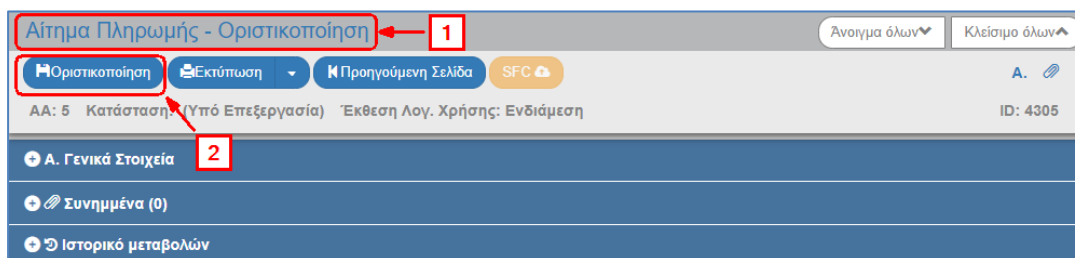 Αίτημα Πληρωμής - Οριστικοποίηση 1 Άνοιγμα όλων Κλείσιμο όλων
Οριστικοποίηση Εκτύπωση Προηγούμενη Σελίδα SFC Α.
ΑΑ: 5 Κατάσταση: (Υπό Επεξεργασία) Έκθεση Λογ. Χρήσης: Ενδιάμεση ID: 4305
Α. Γενικά Στοιχεία 2
Συνημμένα (0)
Ιστορικό μεταβολών